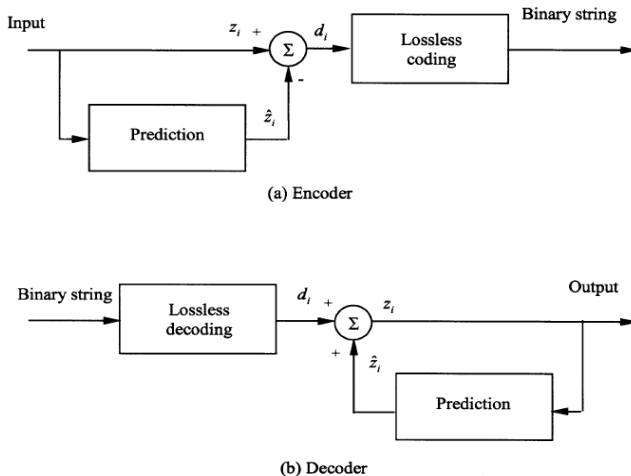 Input
Binary string
z_i + Σ d_i
Lossless
coding
-
ẑ_i
Prediction
(a) Encoder
Binary string
Lossless
decoding
d_i + Σ z_i
Output
+ ẑ_i
Prediction
(b) Decoder